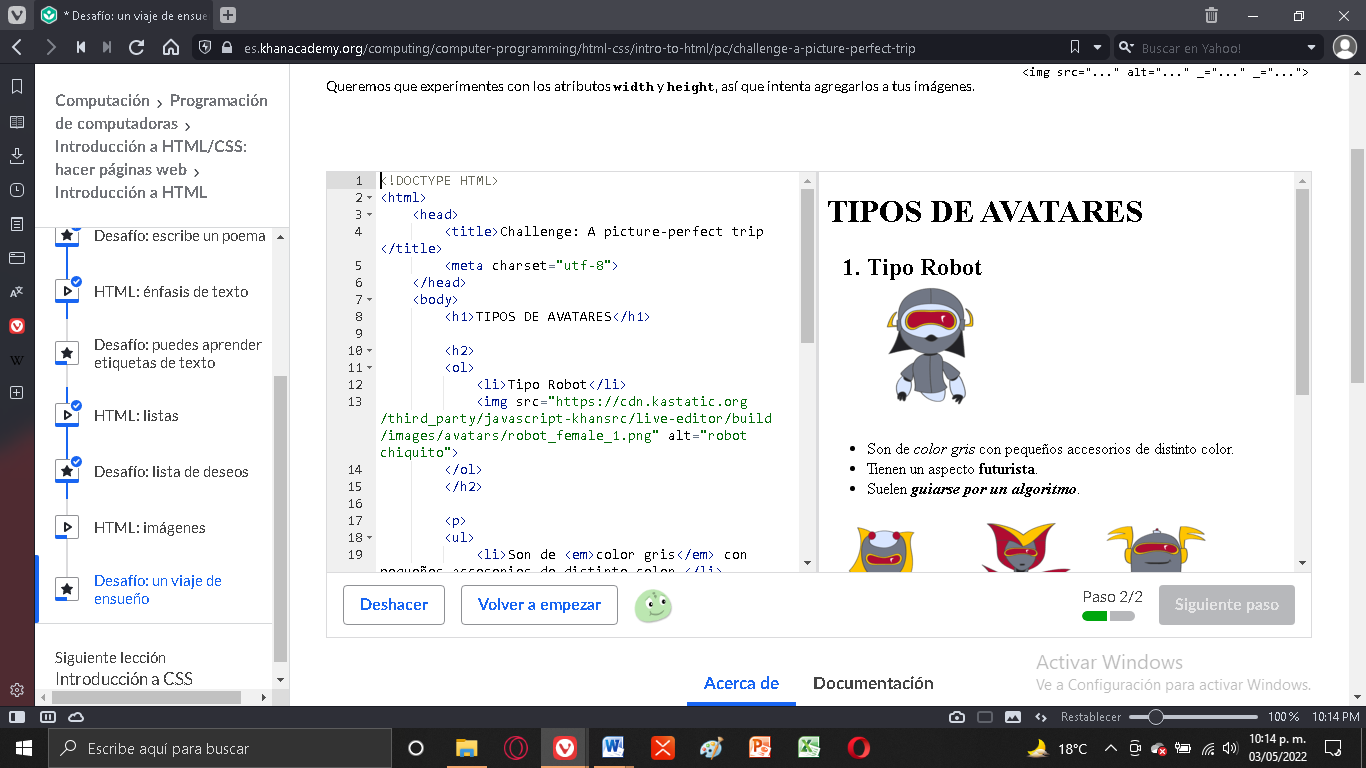 * Desafío: un viaje de ensue
es.khanacademy.org/computing/computer-programming/html-css/intro-to-html/pc/challenge-a-picture-perfect-trip
Buscar en Yahoo!
Computación > Programación
de computadoras >
Introducción a HTML/CSS:
hacer páginas web >
Introducción a HTML
Desafío: escribe un poema
HTML: énfasis de texto
Desafío: puedes aprender
etiquetas de texto
HTML: listas
Desafío: lista de deseos
HTML: imágenes
Desafío: un viaje de
ensueño
Siguiente lección
Introducción a CSS
<img src="..." alt="..." _="..." _="...">
Queremos que experimentes con los atributos width y height, así que intenta agregarlos a tus imágenes.
1 <!DOCTYPE HTML>
2 <html>
3 <head>
4 <title>Challenge: A picture-perfect trip
</title>
5 <meta charset="utf-8">
6 </head>
7 <body>
8 <h1>TIPOS DE AVATARES</h1>
9
10 <h2>
11 <ol>
12 <li>Tipo Robot</li>
13 <img src="https://cdn.kastatic.org
/third_party/javascript-khansrc/live-editor/build
/images/avatars/robot_female_1.png" alt="robot
chiquito">
14 </ol>
15 </h2>
16
17 <p>
18 <ul>
19 <li>Son de <em>color gris</em> con
pequeños accesorios de distinto color.</li>
TIPOS DE AVATARES
1. Tipo Robot
• Son de color gris con pequeños accesorios de distinto color.
• Tienen un aspecto futurista.
• Suelen guiarse por un algoritmo.
Deshacer
Volver a empezar
Paso 2/2
Siguiente paso
Acerca de
Documentación
Activar Windows
Ve a Configuración para activar Windows.
Restablecer
100 %
10:14 PM
Escribe aquí para buscar
18°C
10:14 p. m.
03/05/2022